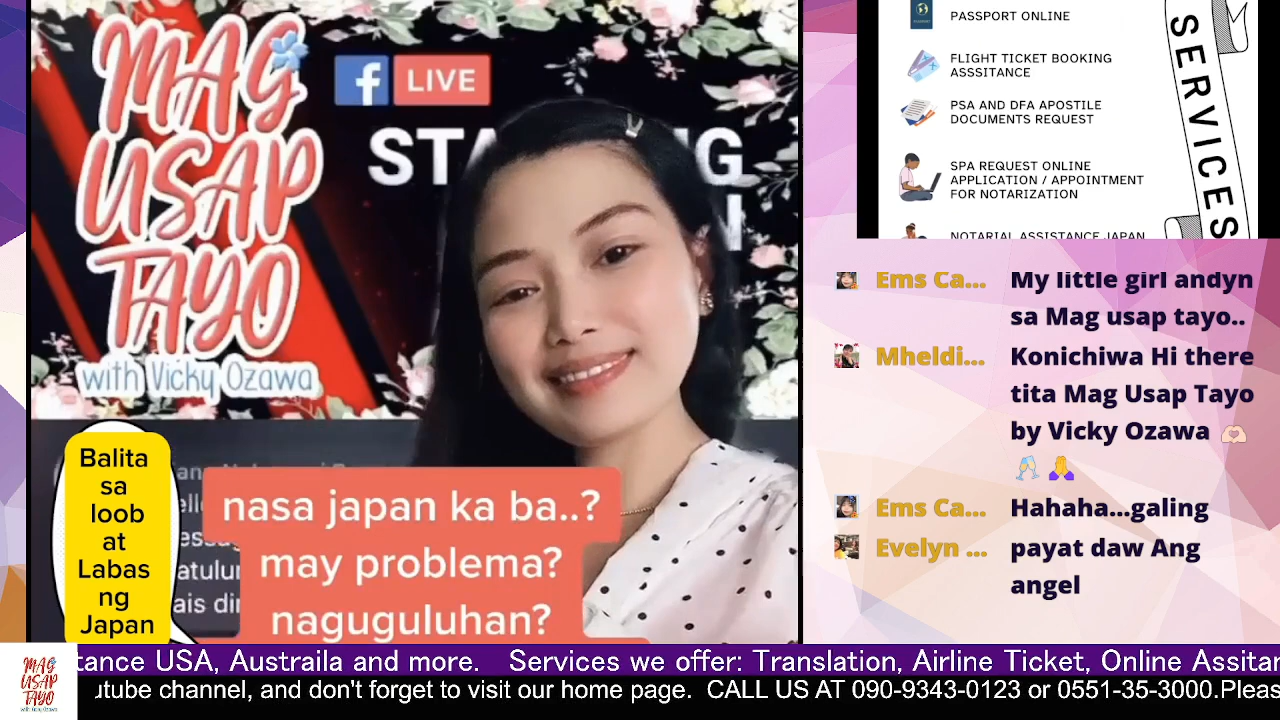 MAG
USAP
TAYO
with Vicky Ozawa
f LIVE
Balita
sa
loob
at
Labas
ng
Japan
nasa japan ka ba..?
may problema?
naguguluhan?
PASSPORT ONLINE
FLIGHT TICKET BOOKING
ASSSITANCE
PSA AND DFA APOSTILE
DOCUMENTS REQUEST
SPA REQUEST ONLINE
APPLICATION / APPOINTMENT
FOR NOTARIZATION
NOTARIAL ASSISTANCE JAPAN
SERVICES
Ems Ca... My little girl andyn
sa Mag usap tayo..
Mheldi... Konichiwa Hi there
tita Mag Usap Tayo
by Vicky Ozawa 🫶🏻
🥂 🙏
Ems Ca... Hahaha...galing
Evelyn ... payat daw Ang
angel
MAG
USAP
TAYO
with Vicky Ozawa
tance USA, Austraila and more. Services we offer: Translation, Airline Ticket, Online Assitan
utube channel, and don't forget to visit our home page. CALL US AT 090-9343-0123 or 0551-35-3000.Pleas